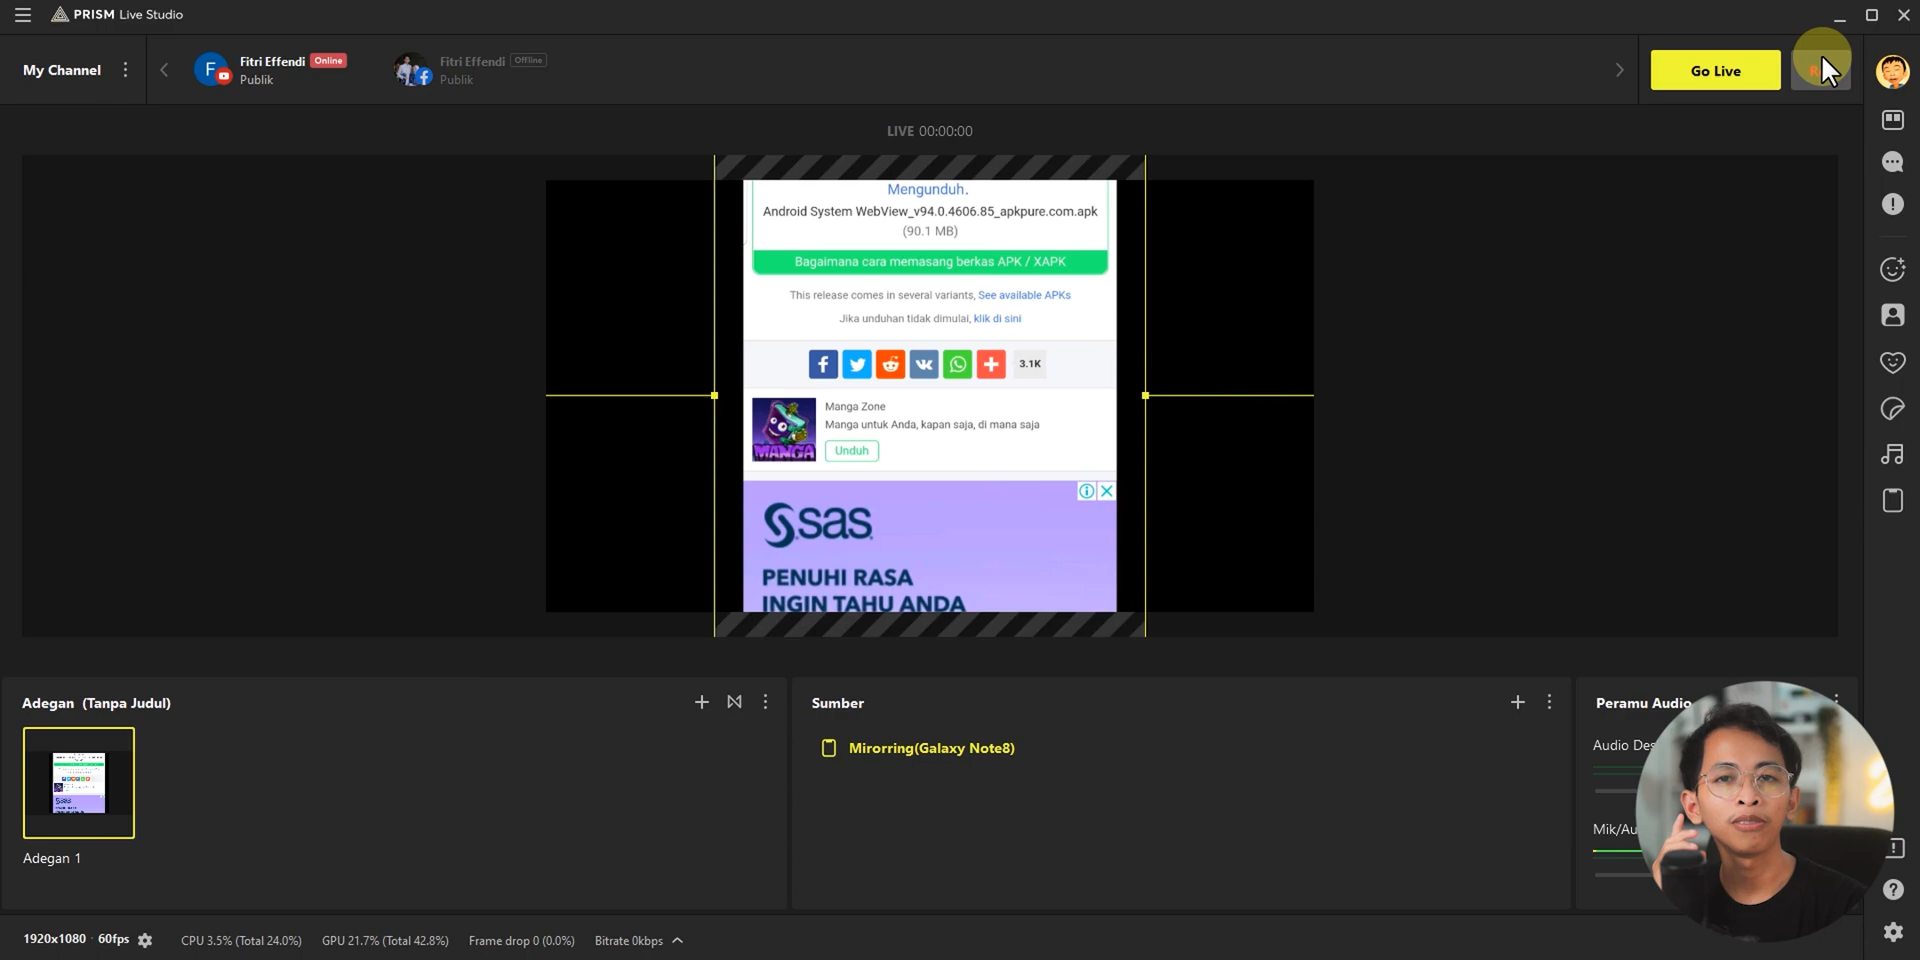 PRISM Live Studio
My Channel
F
Fitri Effendi Online
Publik
Fitri Effendi Offline
Publik
Go Live
LIVE 00:00:00
Mengunduh.
Android System WebView_v94.0.4606.85_apkpure.com.apk
(90.1 MB)
Bagaimana cara memasang berkas APK / XAPK
This release comes in several variants, See available APKs
Jika unduhan tidak dimulai, klik di sini
3.1K
Manga Zone
Manga untuk Anda, kapan saja, di mana saja
MANGA
Unduh
sas
PENUHI RASA
INGIN TAHU ANDA
Adegan (Tanpa Judul)
Adegan 1
Sumber
Mirorring(Galaxy Note8)
Peramu Audio
Audio Des
Mik/Au
1920x1080 · 60fps
CPU 3.5% (Total 24.0%)
GPU 21.7% (Total 42.8%)
Frame drop 0 (0.0%)
Bitrate 0kbps